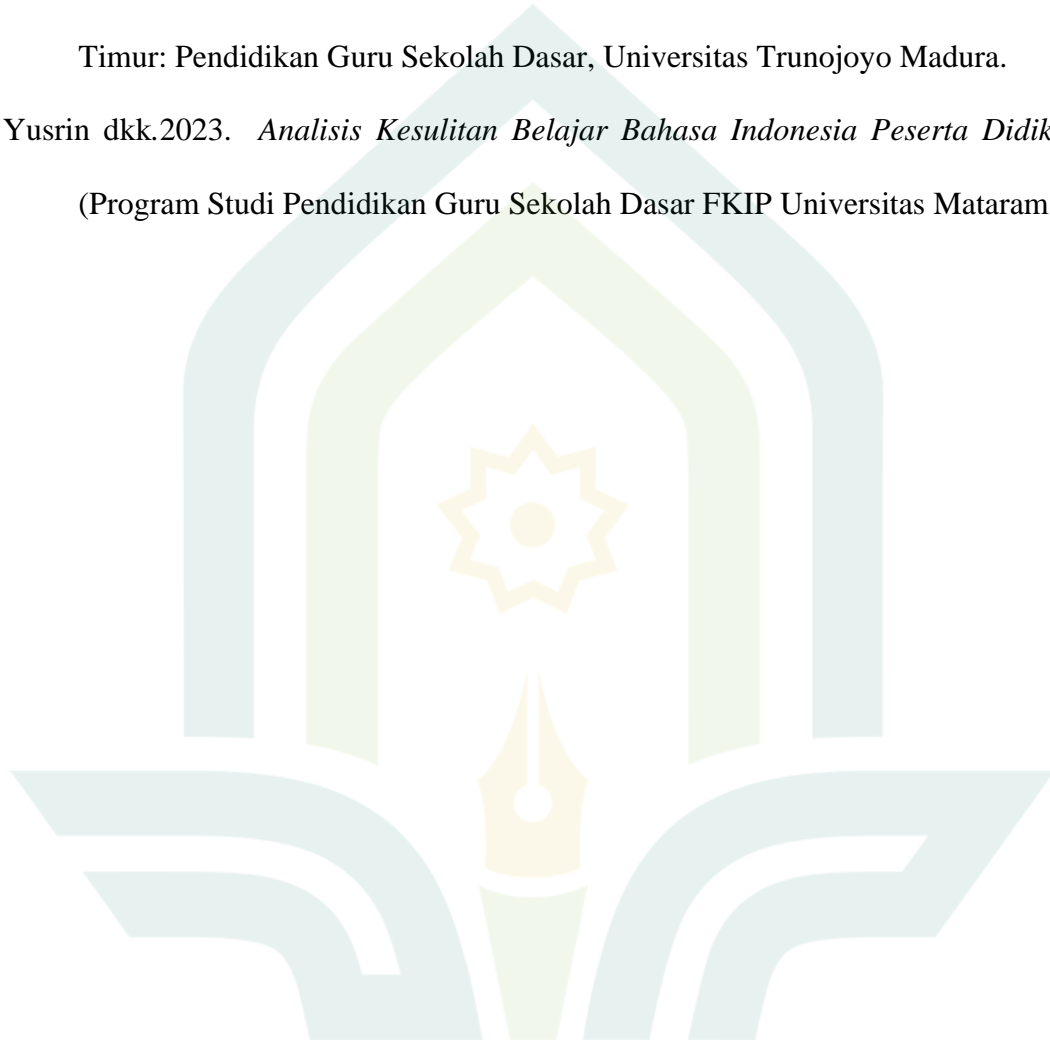 Timur: Pendidikan Guru Sekolah Dasar, Universitas Trunojoyo Madura.
Yusrin dkk.2023. Analisis Kesulitan Belajar Bahasa Indonesia Peserta Didik
(Program Studi Pendidikan Guru Sekolah Dasar FKIP Universitas Mataram